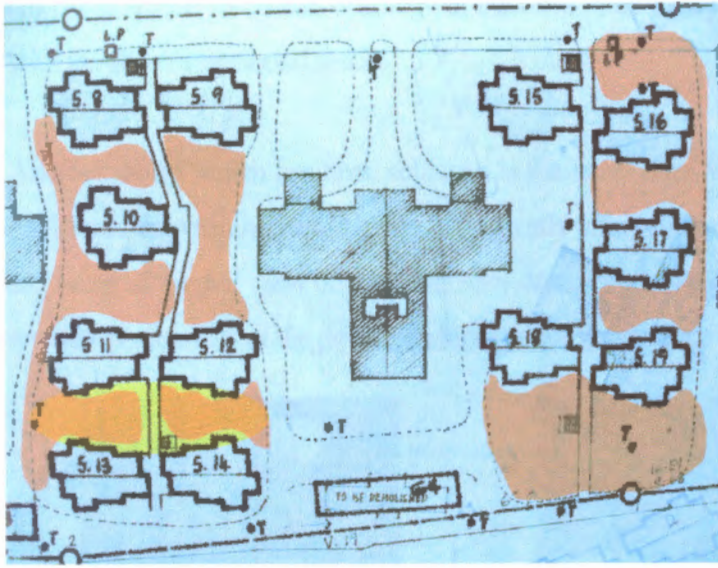 T
L.P
T
T
T
L.P
T
T
S.8
S.9
S.15
S.16
S.10
T
S.17
S.11
S.12
S.18
S.19
T
T
T
S.13
S.14
TO BE DEMOLISHED
T
T
T
T
2